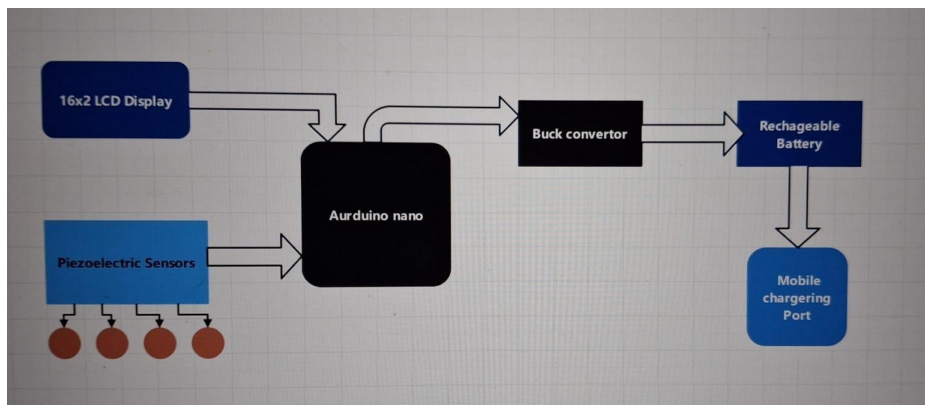 16x2 LCD Display
Aurduino nano
Buck convertor
Rechageable
Battery
Piezoelectric Sensors
Mobile
chargering
Port